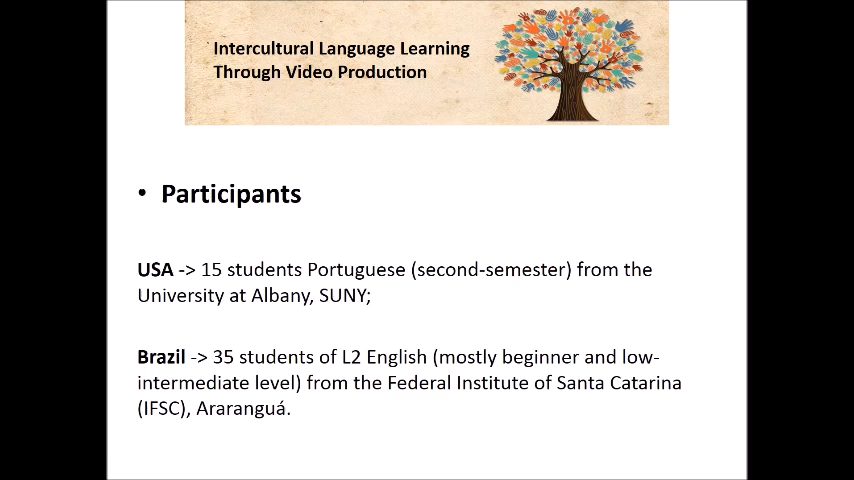 Intercultural Language Learning
Through Video Production
• Participants
USA -> 15 students Portuguese (second-semester) from the
University at Albany, SUNY;
Brazil -> 35 students of L2 English (mostly beginner and low-
intermediate level) from the Federal Institute of Santa Catarina
(IFSC), Araranguá.